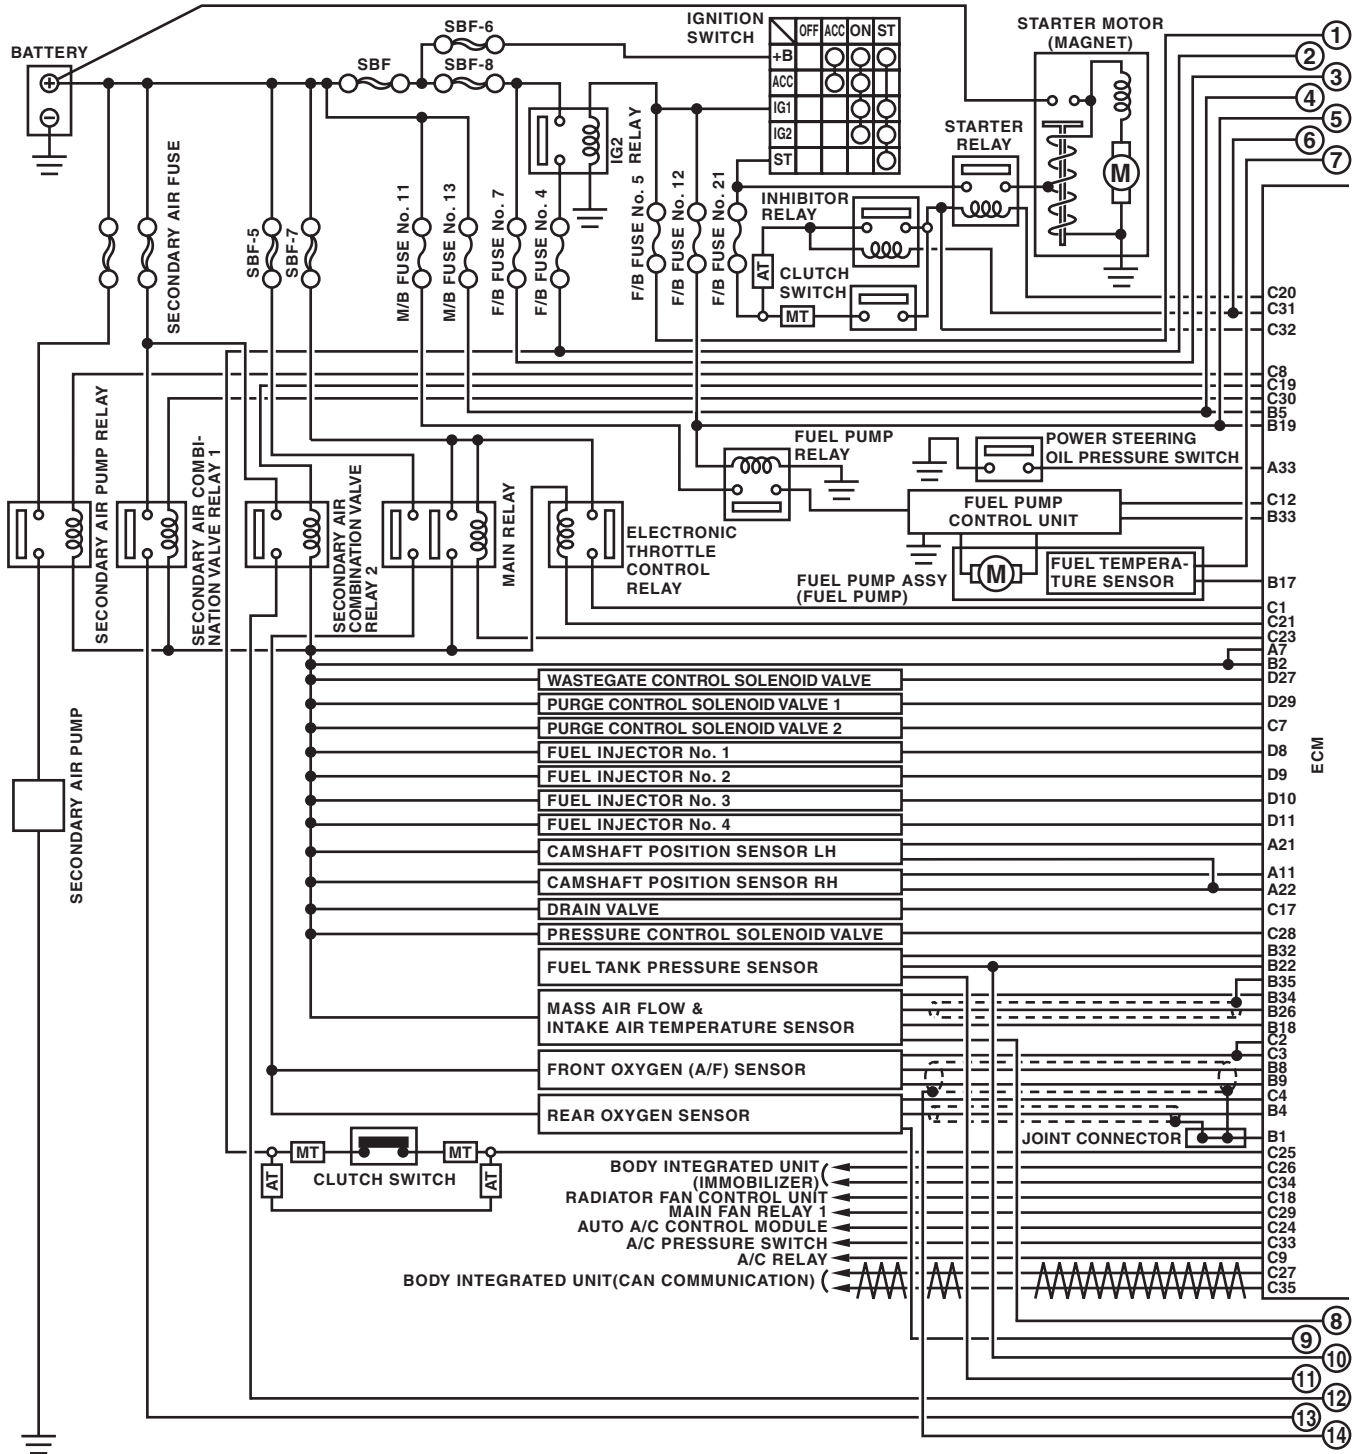 BATTERY
SBF
SBF-6
SBF-8
IGNITION
SWITCH
OFF ACC ON ST
+B
ACC
IG1
IG2
ST
STARTER MOTOR
(MAGNET)
M
1
2
3
4
5
6
7
SECONDARY AIR FUSE
SBF-5
SBF-7
M/B FUSE No. 11
M/B FUSE No. 13
F/B FUSE No. 7
F/B FUSE No. 4
IG2
RELAY
F/B FUSE No. 5
F/B FUSE No. 12
F/B FUSE No. 21
STARTER
RELAY
INHIBITOR
RELAY
AT
CLUTCH
SWITCH
MT
C20
C31
C32
C8
C19
C30
B5
B19
SECONDARY AIR PUMP RELAY
SECONDARY AIR COMBI-
NATION VALVE RELAY 1
SECONDARY AIR
COMBINATION VALVE
RELAY 2
MAIN RELAY
ELECTRONIC
THROTTLE
CONTROL
RELAY
FUEL PUMP
RELAY
POWER STEERING
OIL PRESSURE SWITCH
A33
FUEL PUMP
CONTROL UNIT
C12
B33
M
FUEL TEMPERA-
TURE SENSOR
FUEL PUMP ASSY
(FUEL PUMP)
B17
C1
C21
C23
A7
B2
WASTEGATE CONTROL SOLENOID VALVE
D27
PURGE CONTROL SOLENOID VALVE 1
D29
PURGE CONTROL SOLENOID VALVE 2
C7
FUEL INJECTOR No. 1
D8
FUEL INJECTOR No. 2
D9
FUEL INJECTOR No. 3
D10
FUEL INJECTOR No. 4
D11
ECM
SECONDARY AIR PUMP
CAMSHAFT POSITION SENSOR LH
A21
CAMSHAFT POSITION SENSOR RH
A11
A22
DRAIN VALVE
C17
PRESSURE CONTROL SOLENOID VALVE
C28
FUEL TANK PRESSURE SENSOR
B32
B22
B35
MASS AIR FLOW &
INTAKE AIR TEMPERATURE SENSOR
B34
B26
B18
C2
C3
FRONT OXYGEN (A/F) SENSOR
B8
B9
C4
REAR OXYGEN SENSOR
B4
JOINT CONNECTOR
B1
MT
MT
AT
AT
CLUTCH SWITCH
C25
BODY INTEGRATED UNIT
(IMMOBILIZER)
C26
C34
RADIATOR FAN CONTROL UNIT
C18
MAIN FAN RELAY 1
C29
AUTO A/C CONTROL MODULE
C24
A/C PRESSURE SWITCH
C33
A/C RELAY
C9
BODY INTEGRATED UNIT(CAN COMMUNICATION)
C27
C35
8
9
10
11
12
13
14